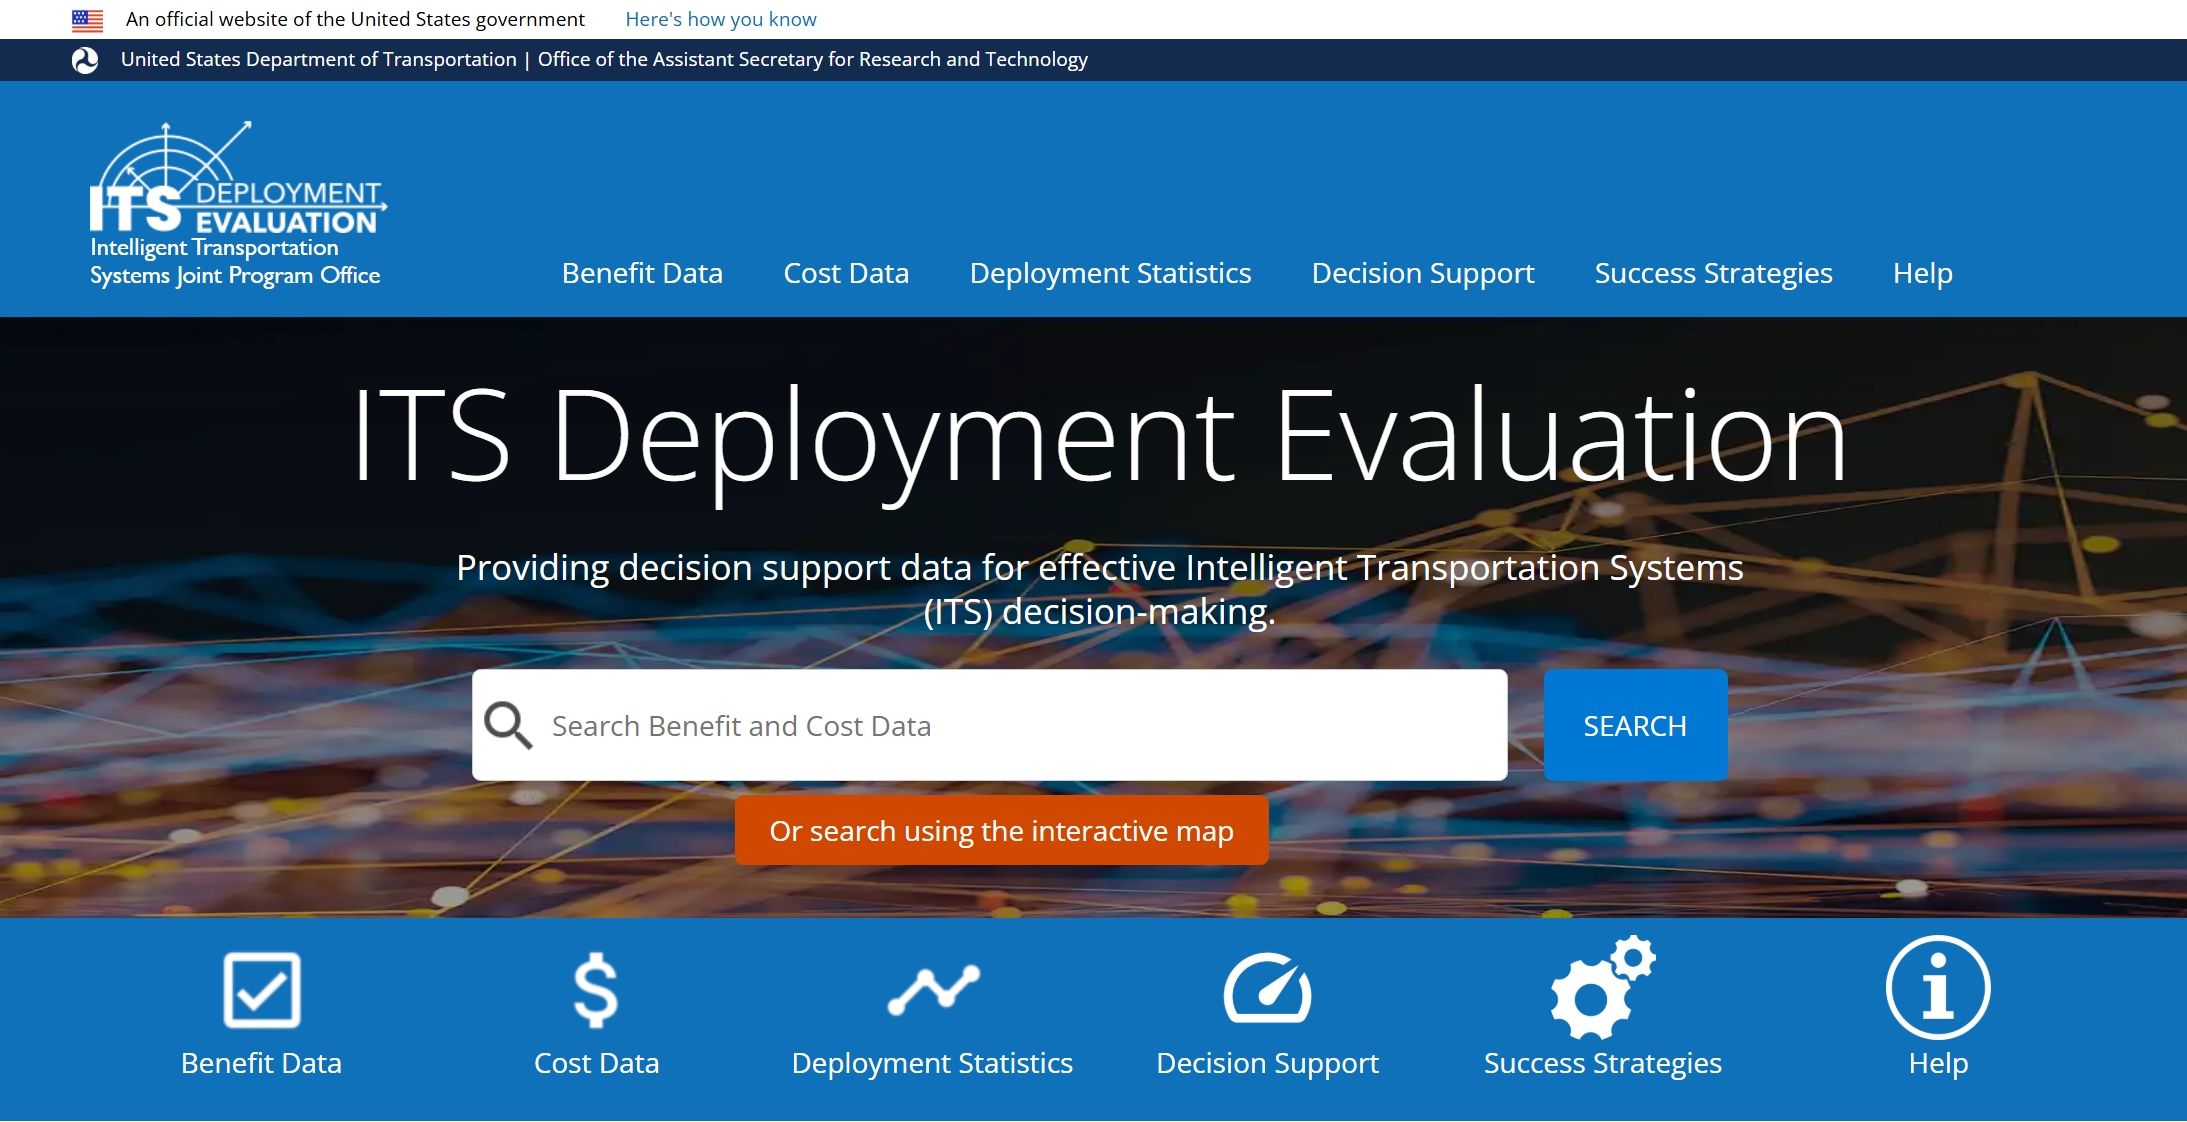 An official website of the United States government Here's how you know
United States Department of Transportation | Office of the Assistant Secretary for Research and Technology
ITS DEPLOYMENT EVALUATION
Intelligent Transportation
Systems Joint Program Office
Benefit Data Cost Data Deployment Statistics Decision Support Success Strategies Help
ITS Deployment Evaluation
Providing decision support data for effective Intelligent Transportation Systems
(ITS) decision-making.
Search Benefit and Cost Data SEARCH
Or search using the interactive map
Benefit Data Cost Data Deployment Statistics Decision Support Success Strategies Help